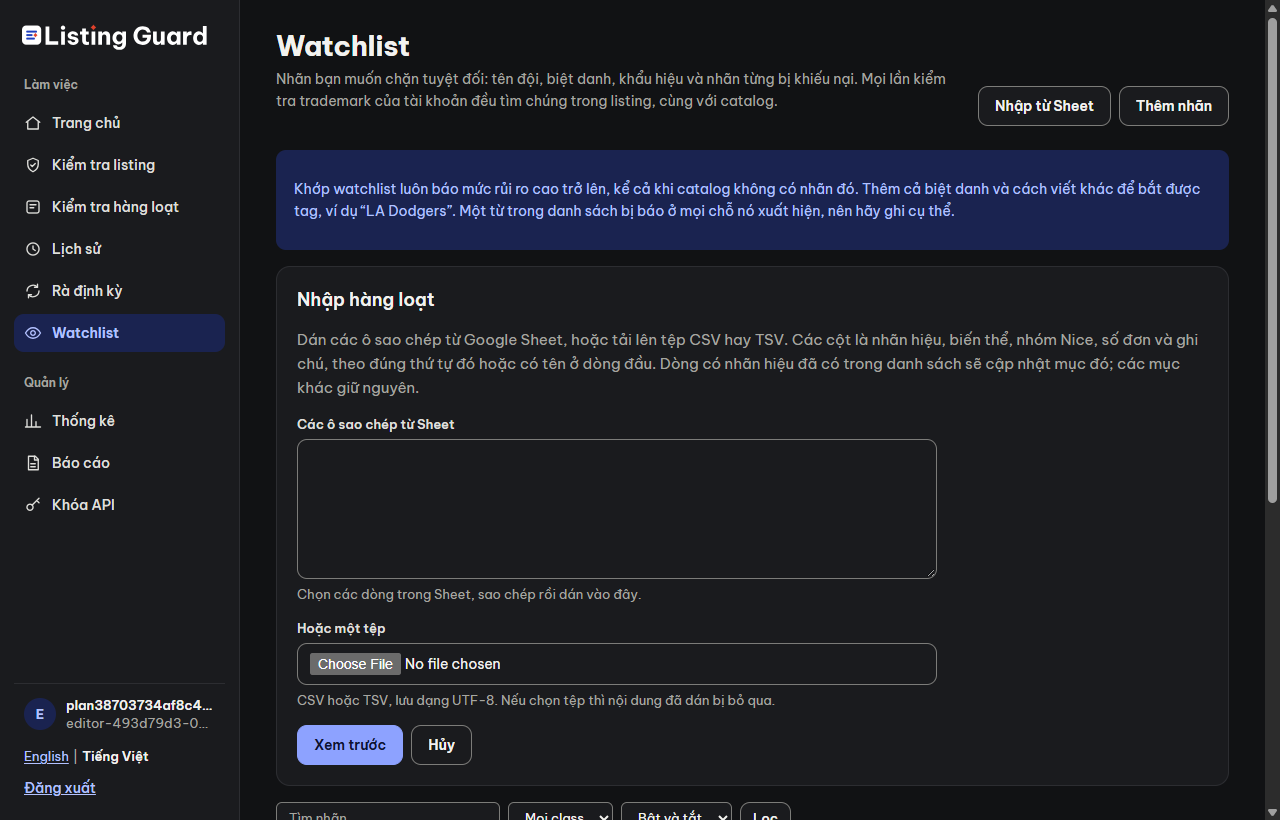 Listing Guard
Làm việc
Trang chủ
Kiểm tra listing
Kiểm tra hàng loạt
Lịch sử
Rà định kỳ
Watchlist
Quản lý
Thống kê
Báo cáo
Khóa API
E
plan38703734af8c4...
editor-493d79d3-0...
English | Tiếng Việt
Đăng xuất
Watchlist
Nhãn bạn muốn chặn tuyệt đối: tên đội, biệt danh, khẩu hiệu và nhãn từng bị khiếu nại. Mọi lần kiểm
tra trademark của tài khoản đều tìm chúng trong listing, cùng với catalog.
Nhập từ Sheet
Thêm nhãn
Khớp watchlist luôn báo mức rủi ro cao trở lên, kể cả khi catalog không có nhãn đó. Thêm cả biệt danh và cách viết khác để bắt được
tag, ví dụ “LA Dodgers”. Một từ trong danh sách bị báo ở mọi chỗ nó xuất hiện, nên hãy ghi cụ thể.
Nhập hàng loạt
Dán các ô sao chép từ Google Sheet, hoặc tải lên tệp CSV hay TSV. Các cột là nhãn hiệu, biến thể, nhóm Nice, số đơn và ghi
chú, theo đúng thứ tự đó hoặc có tên ở dòng đầu. Dòng có nhãn hiệu đã có trong danh sách sẽ cập nhật mục đó; các mục
khác giữ nguyên.
Các ô sao chép từ Sheet
Chọn các dòng trong Sheet, sao chép rồi dán vào đây.
Hoặc một tệp
Choose File No file chosen
CSV hoặc TSV, lưu dạng UTF-8. Nếu chọn tệp thì nội dung đã dán bị bỏ qua.
Xem trước
Hủy
Tìm nhãn
Mọi class
Bật và tắt
Lọc